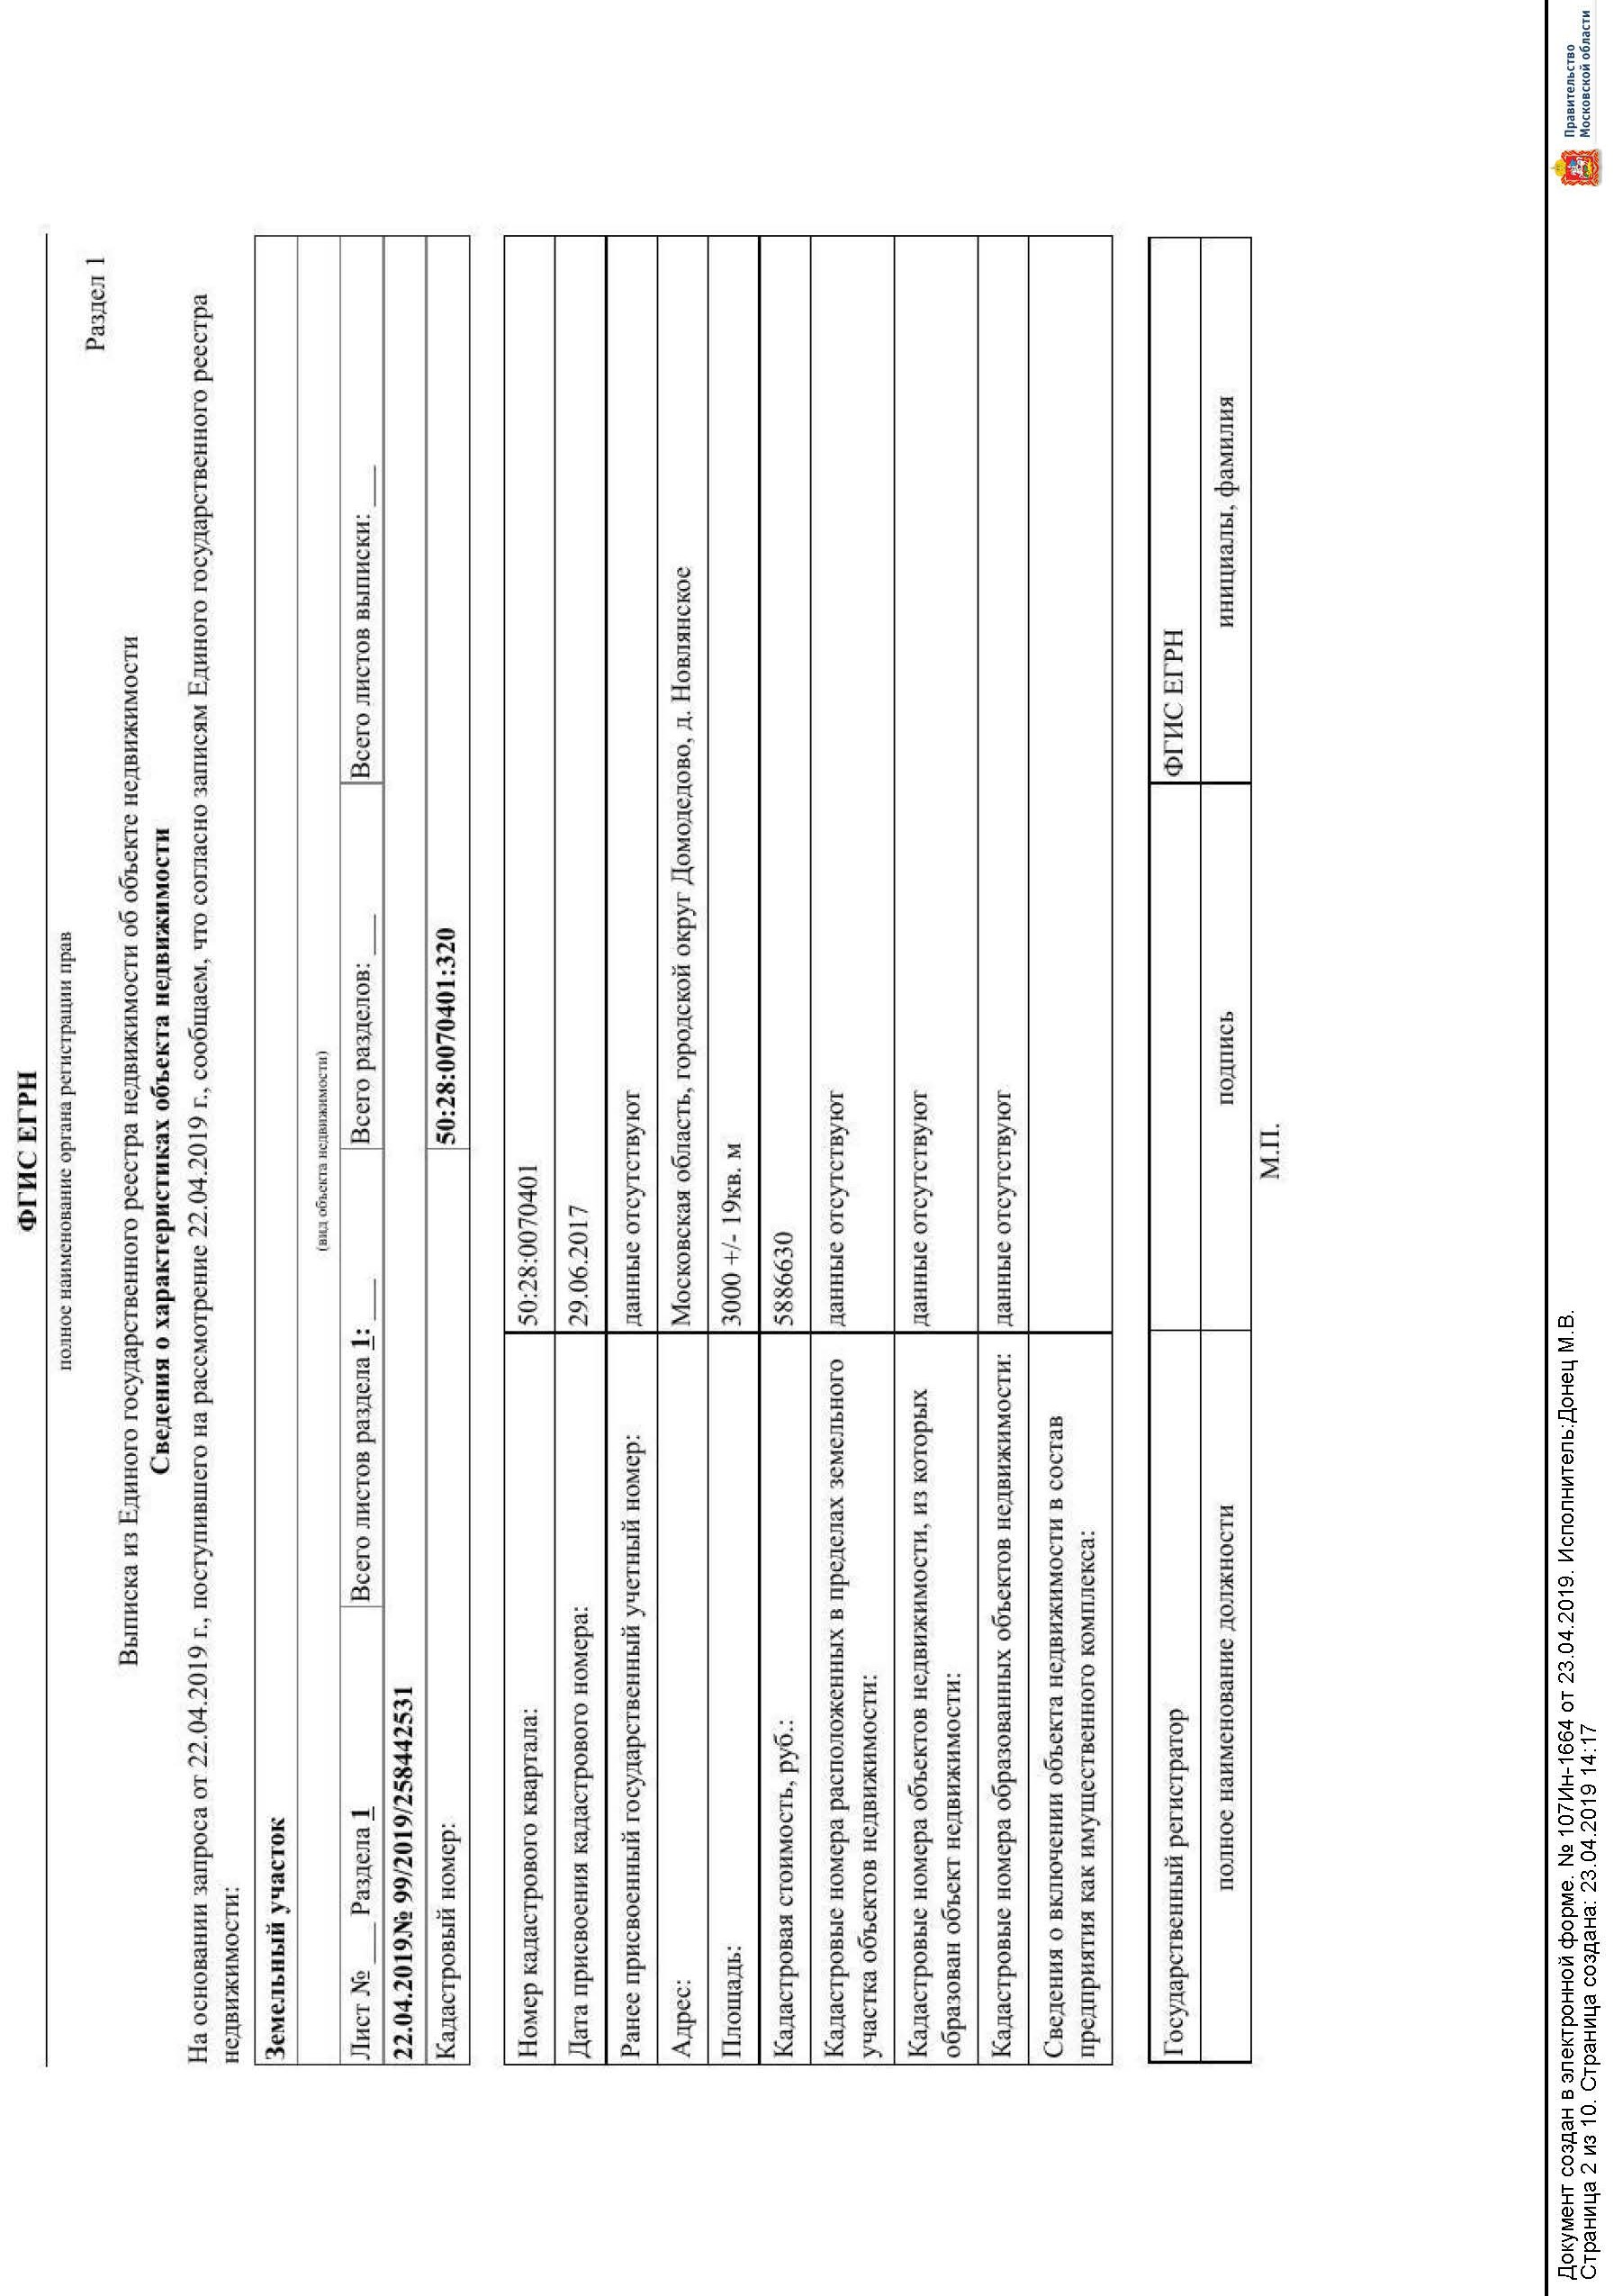 ФГИС ЕГРН
полное наименование органа регистрации прав
Раздел 1
Выписка из Единого государственного реестра недвижимости об объекте недвижимости
Сведения о характеристиках объекта недвижимости
На основании запроса от 22.04.2019 г., поступившего на рассмотрение 22.04.2019 г., сообщаем, что согласно записям Единого государственного реестра
недвижимости:
Земельный участок
(вид объекта недвижимости)
Лист № ___ Раздела 1 Всего листов раздела 1: ___ Всего разделов: ___ Всего листов выписки: ___
22.04.2019№ 99/2019/258442531
Кадастровый номер: 50:28:0070401:320
Номер кадастрового квартала: 50:28:0070401
Дата присвоения кадастрового номера: 29.06.2017
Ранее присвоенный государственный учетный номер: данные отсутствуют
Адрес: Московская область, городской округ Домодедово, д. Новлянское
Площадь: 3000 +/- 19кв. м
Кадастровая стоимость, руб.: 5886630
Кадастровые номера расположенных в пределах земельного данные отсутствуют
участка объектов недвижимости:
Кадастровые номера объектов недвижимости, из которых данные отсутствуют
образован объект недвижимости:
Кадастровые номера образованных объектов недвижимости: данные отсутствуют
Сведения о включении объекта недвижимости в состав
предприятия как имущественного комплекса:
Государственный регистратор ФГИС ЕГРН
полное наименование должности подпись инициалы, фамилия
М.П.
Документ создан в электронной форме. № 107Ин-1664 от 23.04.2019. Исполнитель:Донец М.В.
Страница 2 из 10. Страница создана: 23.04.2019 14:17
Правительство
Московской области